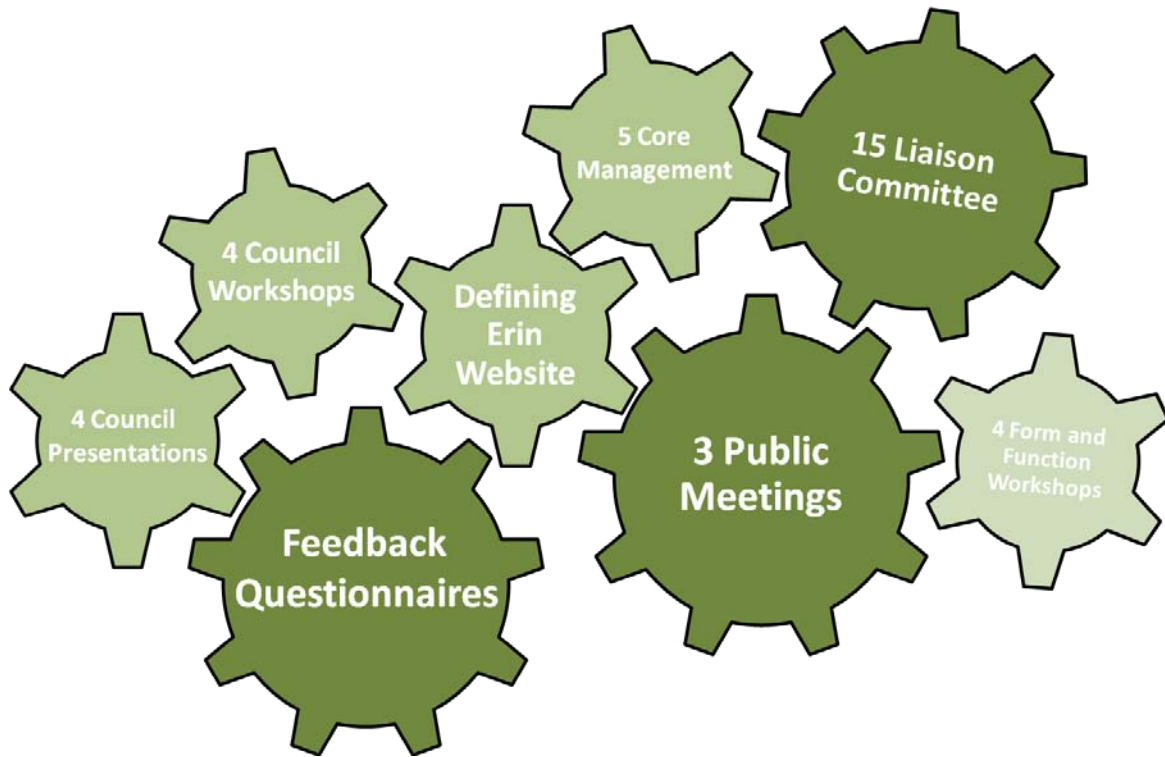 5 Core
Management
15 Liaison
Committee
4 Council
Workshops
Defining
Erin
Website
4 Council
Presentations
3 Public
Meetings
4 Form and
Function
Workshops
Feedback
Questionnaires